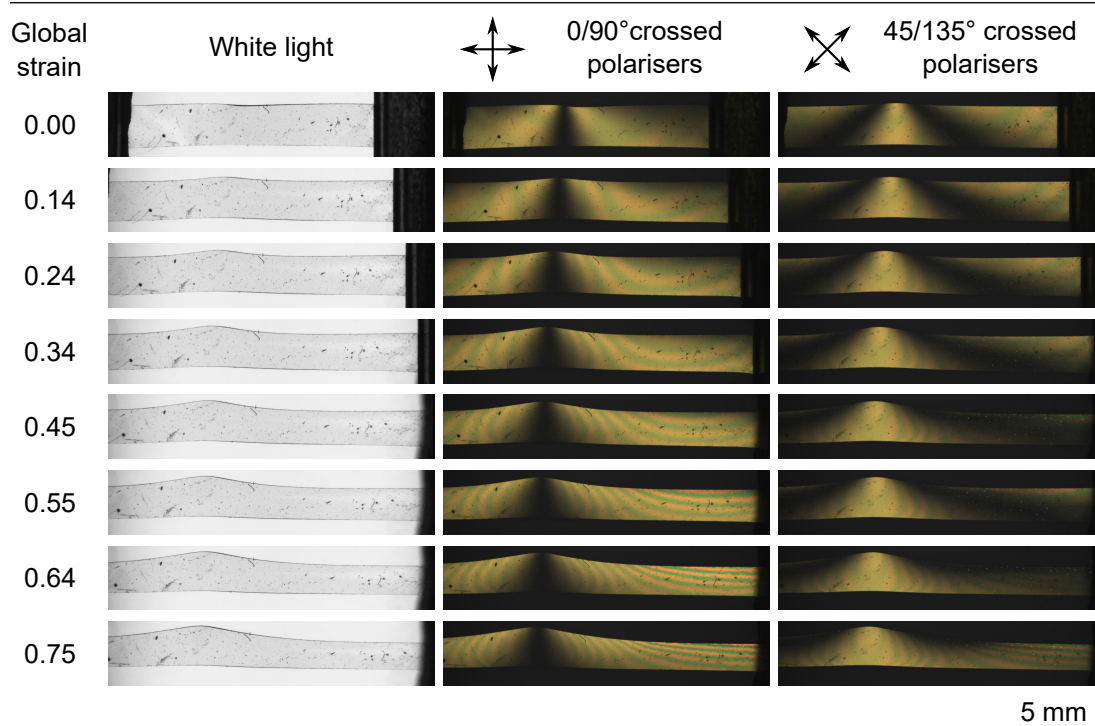 Global strain
White light
0/90°crossed polarisers
45/135° crossed polarisers
0.00
0.14
0.24
0.34
0.45
0.55
0.64
0.75
5 mm